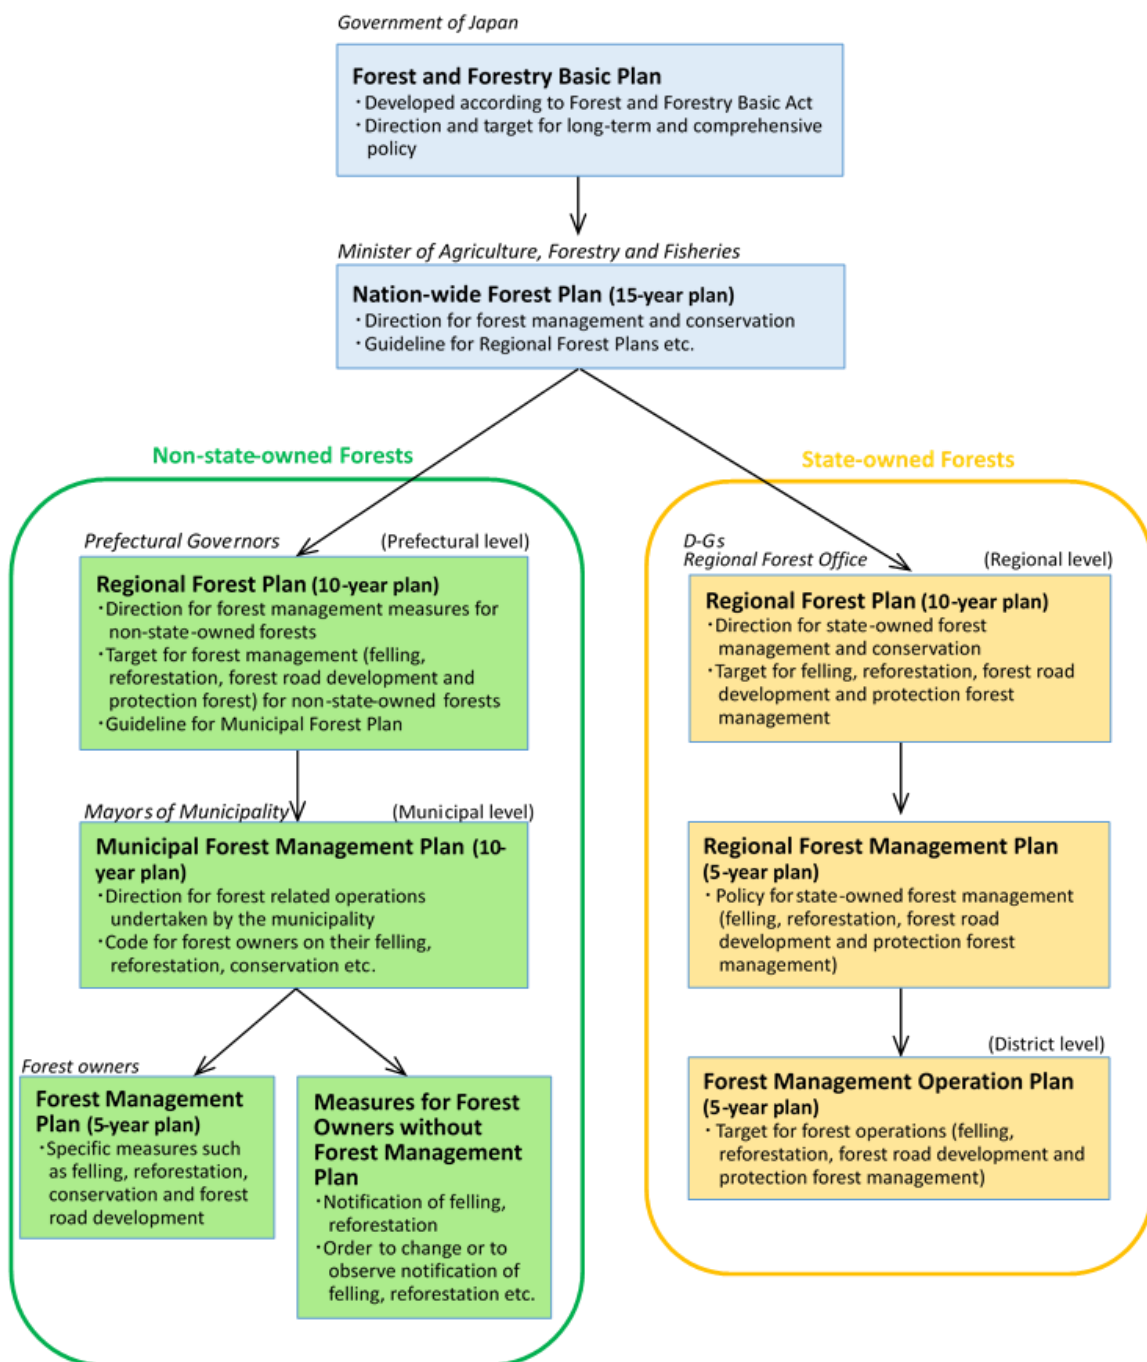 Government of Japan
Forest and Forestry Basic Plan
・Developed according to Forest and Forestry Basic Act
・Direction and target for long-term and comprehensive
policy
Minister of Agriculture, Forestry and Fisheries
Nation-wide Forest Plan (15-year plan)
・Direction for forest management and conservation
・Guideline for Regional Forest Plans etc.
Non-state-owned Forests
Prefectural Governors
(Prefectural level)
Regional Forest Plan (10-year plan)
・Direction for forest management measures for
non-state-owned forests
・Target for forest management (felling,
reforestation, forest road development and
protection forest) for non-state-owned forests
・Guideline for Municipal Forest Plan
Mayors of Municipality
(Municipal level)
Municipal Forest Management Plan (10-
year plan)
・Direction for forest related operations
undertaken by the municipality
・Code for forest owners on their felling,
reforestation, conservation etc.
Forest owners
Forest Management
Plan (5-year plan)
・Specific measures such
as felling, reforestation,
conservation and forest
road development
Measures for Forest
Owners without
Forest Management
Plan
・Notification of felling,
reforestation
・Order to change or to
observe notification of
felling, reforestation etc.
State-owned Forests
D-Gs
Regional Forest Office
(Regional level)
Regional Forest Plan (10-year plan)
・Direction for state-owned forest
management and conservation
・Target for felling, reforestation, forest road
development and protection forest
management
Regional Forest Management Plan
(5-year plan)
・Policy for state-owned forest management
(felling, reforestation, forest road
development and protection forest
management)
(District level)
Forest Management Operation Plan
(5-year plan)
・Target for forest operations (felling,
reforestation, forest road development and
protection forest management)